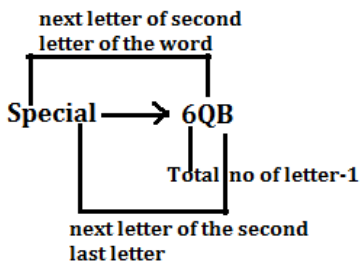 next letter of second
letter of the word
Special 6QB
Total no of letter-1
next letter of the second
last letter